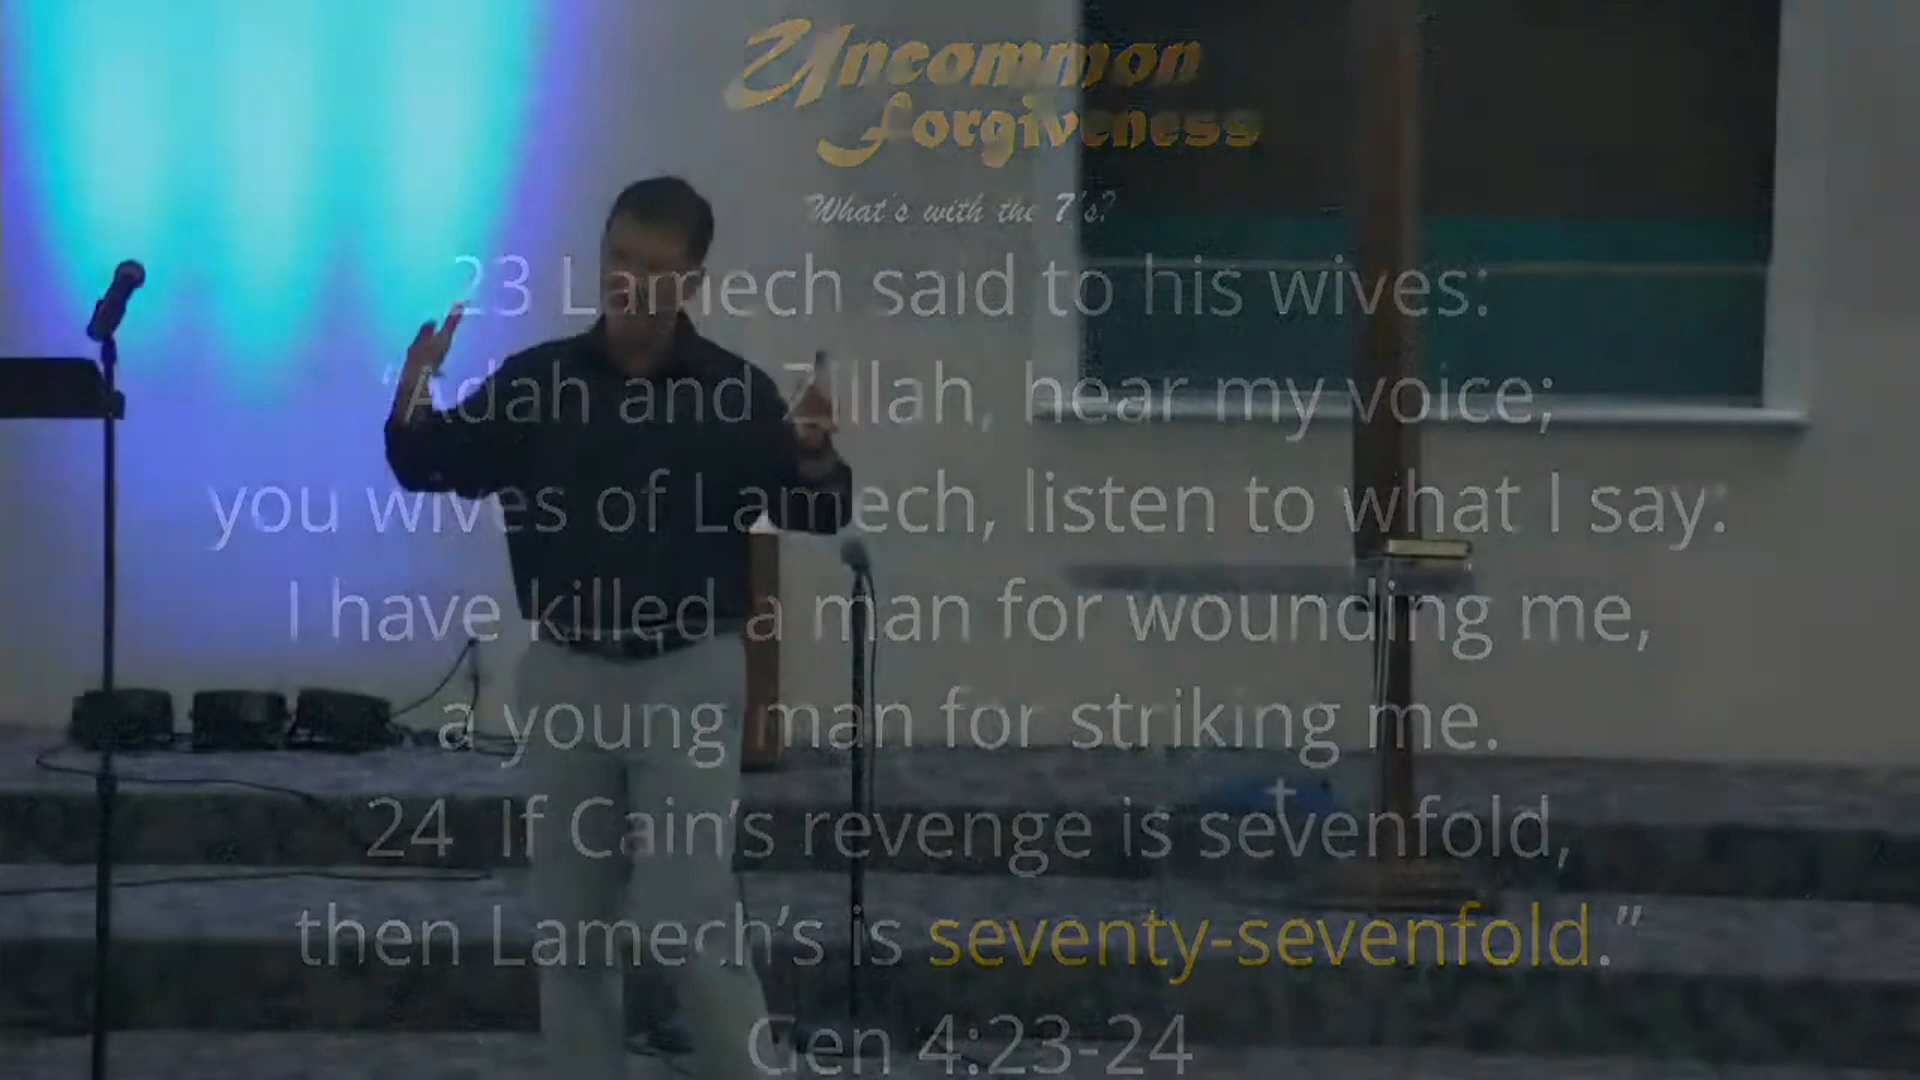 Uncommon
forgiveness
What's with the 7's?
23 Lamech said to his wives:
“Adah and Zillah, hear my voice;
you wives of Lamech, listen to what I say:
I have killed a man for wounding me,
a young man for striking me.
24 If Cain’s revenge is sevenfold,
then Lamech’s is seventy-sevenfold.”
Gen 4:23-24